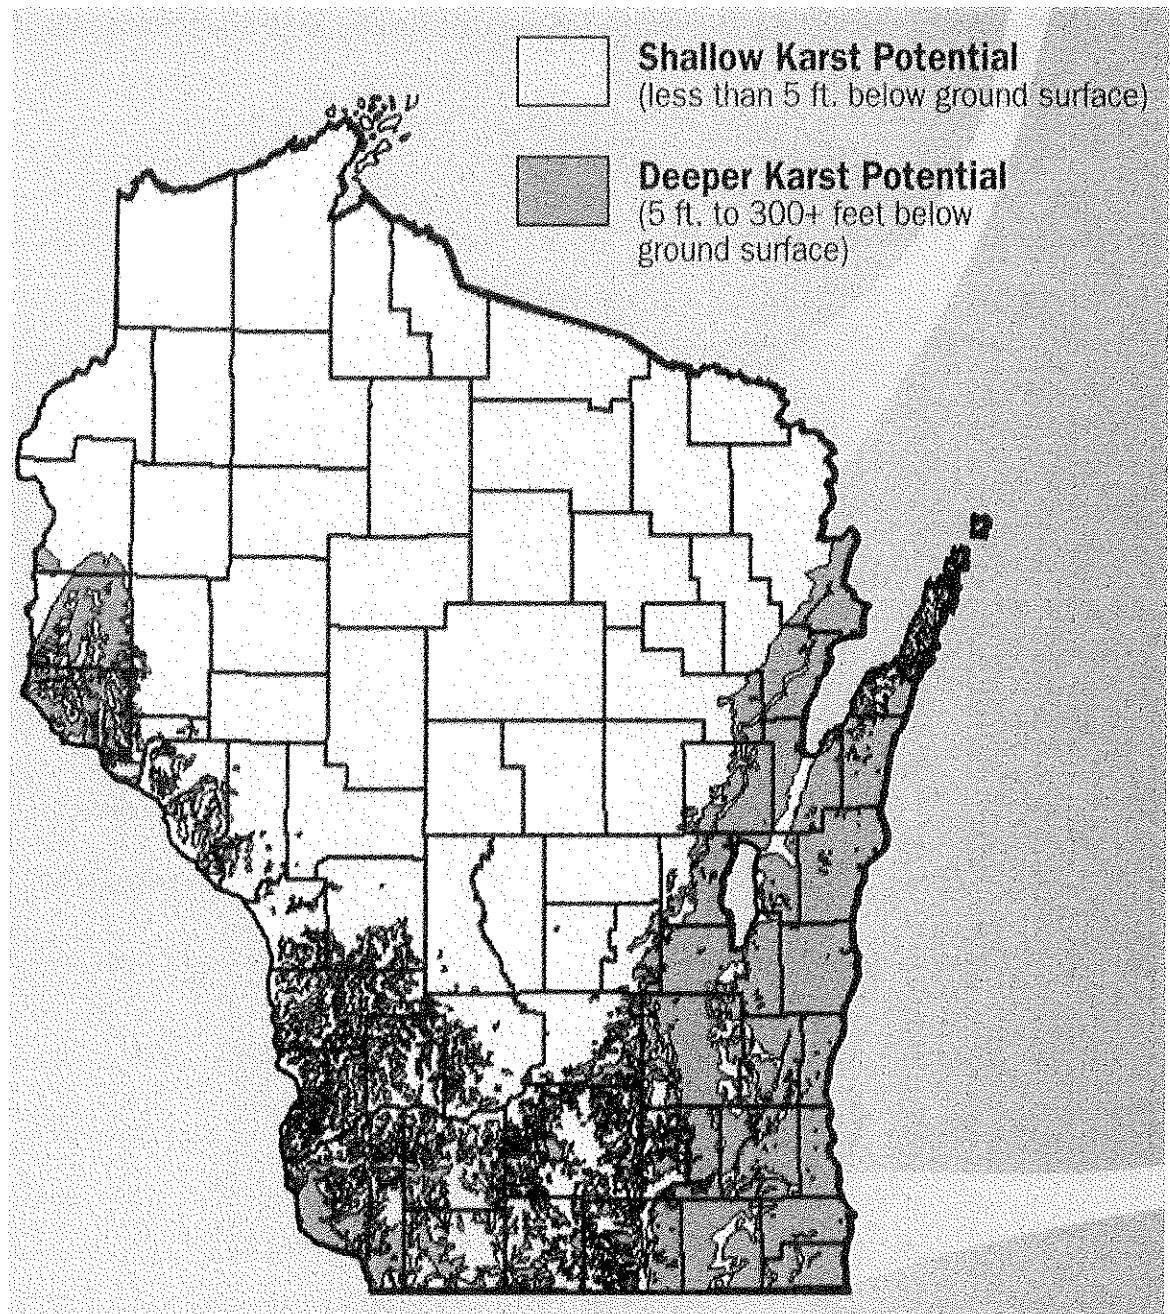 Shallow Karst Potential
(less than 5 ft. below ground surface)
Deeper Karst Potential
(5 ft. to 300+ feet below
ground surface)